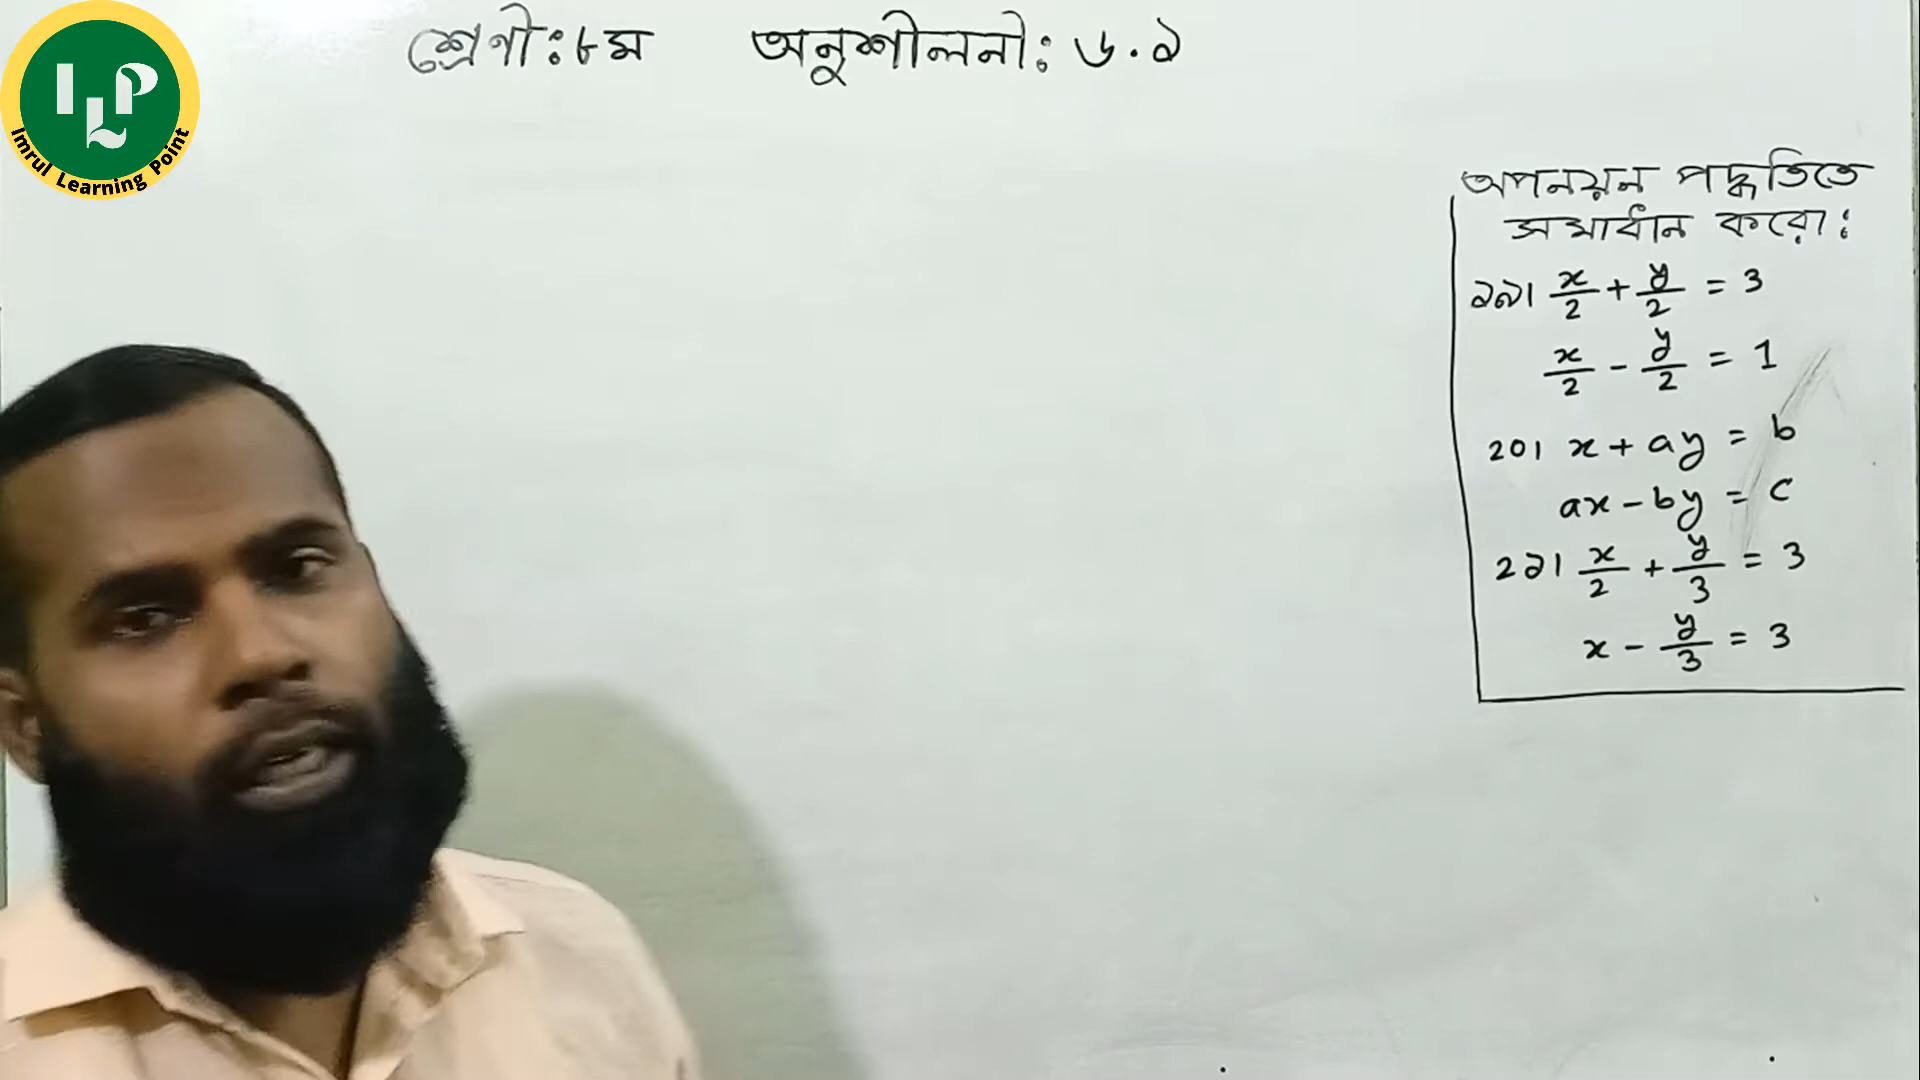 ILP
Imrul Learning Point
শ্রেণী: ৮ম অনুশীলনী: ৬.১
অপনয়ন পদ্ধতিতে
সমাধান করো:
১৯। x/2 + y/2 = 3
x/2 - y/2 = 1
২০। x + ay = b
ax - by = c
২১। x/2 + y/3 = 3
x - y/3 = 3